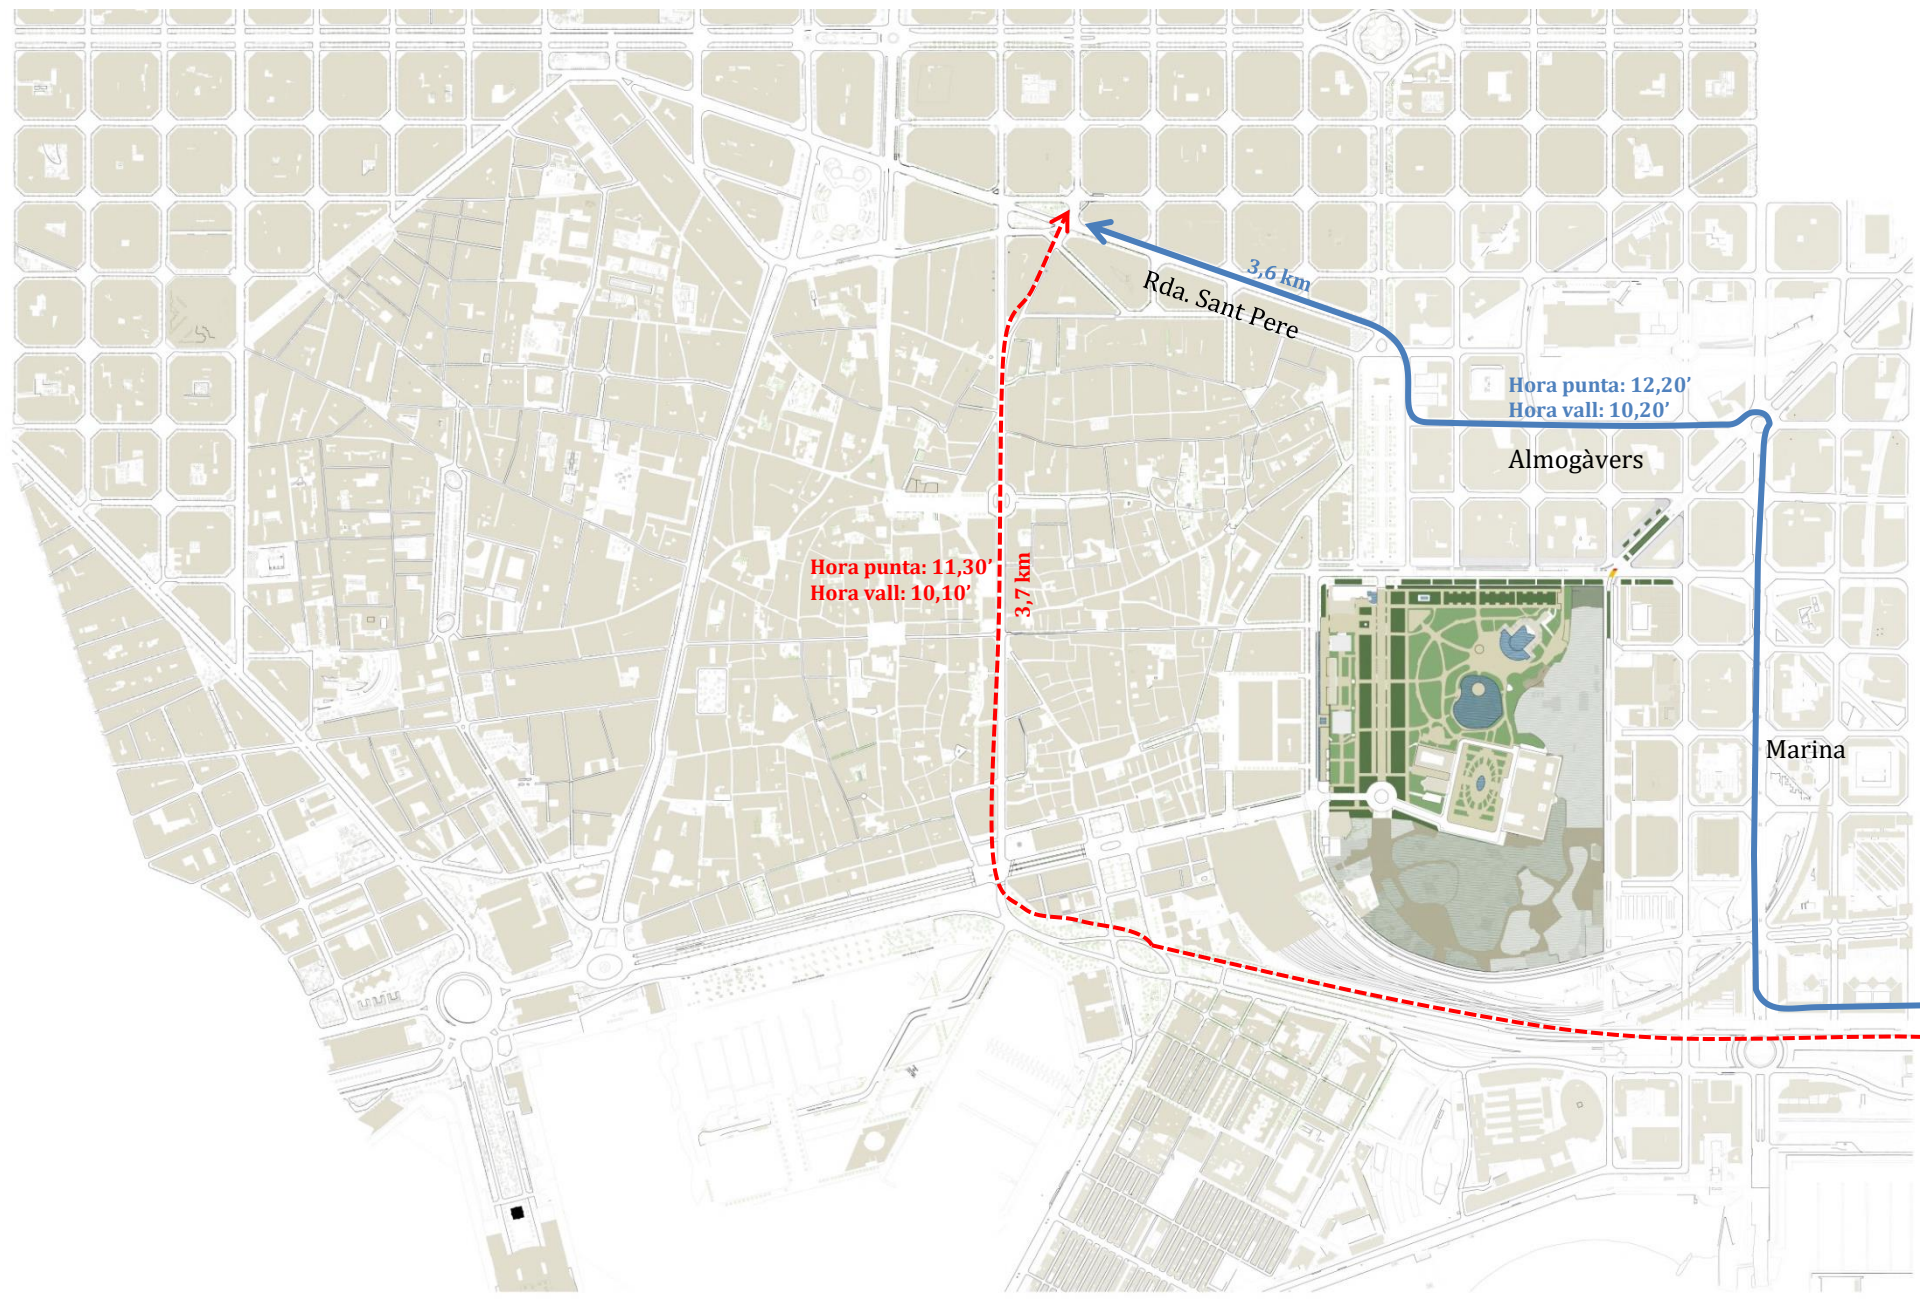 3,6 km
Rda. Sant Pere
Hora punta: 12,20’
Hora vall: 10,20’
Almogàvers
Hora punta: 11,30’
Hora vall: 10,10’
3,7 km
Marina